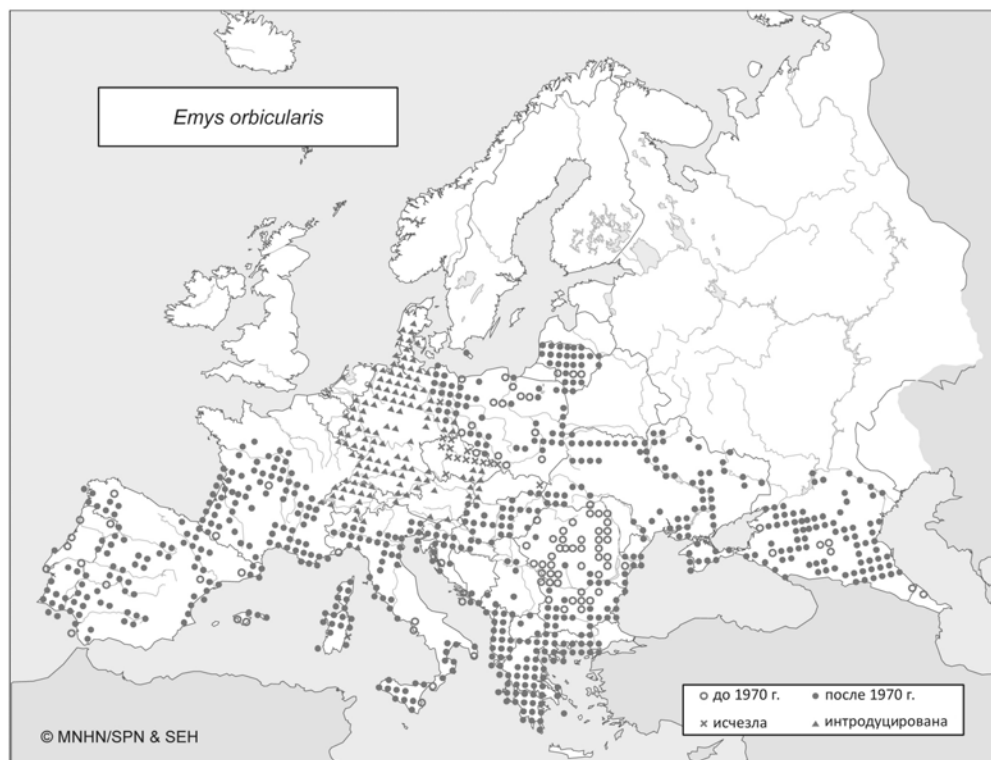 Emys orbicularis
○ до 1970 г. ● после 1970 г.
× исчезла ▲ интродуцирована
© MNHN/SPN & SEH